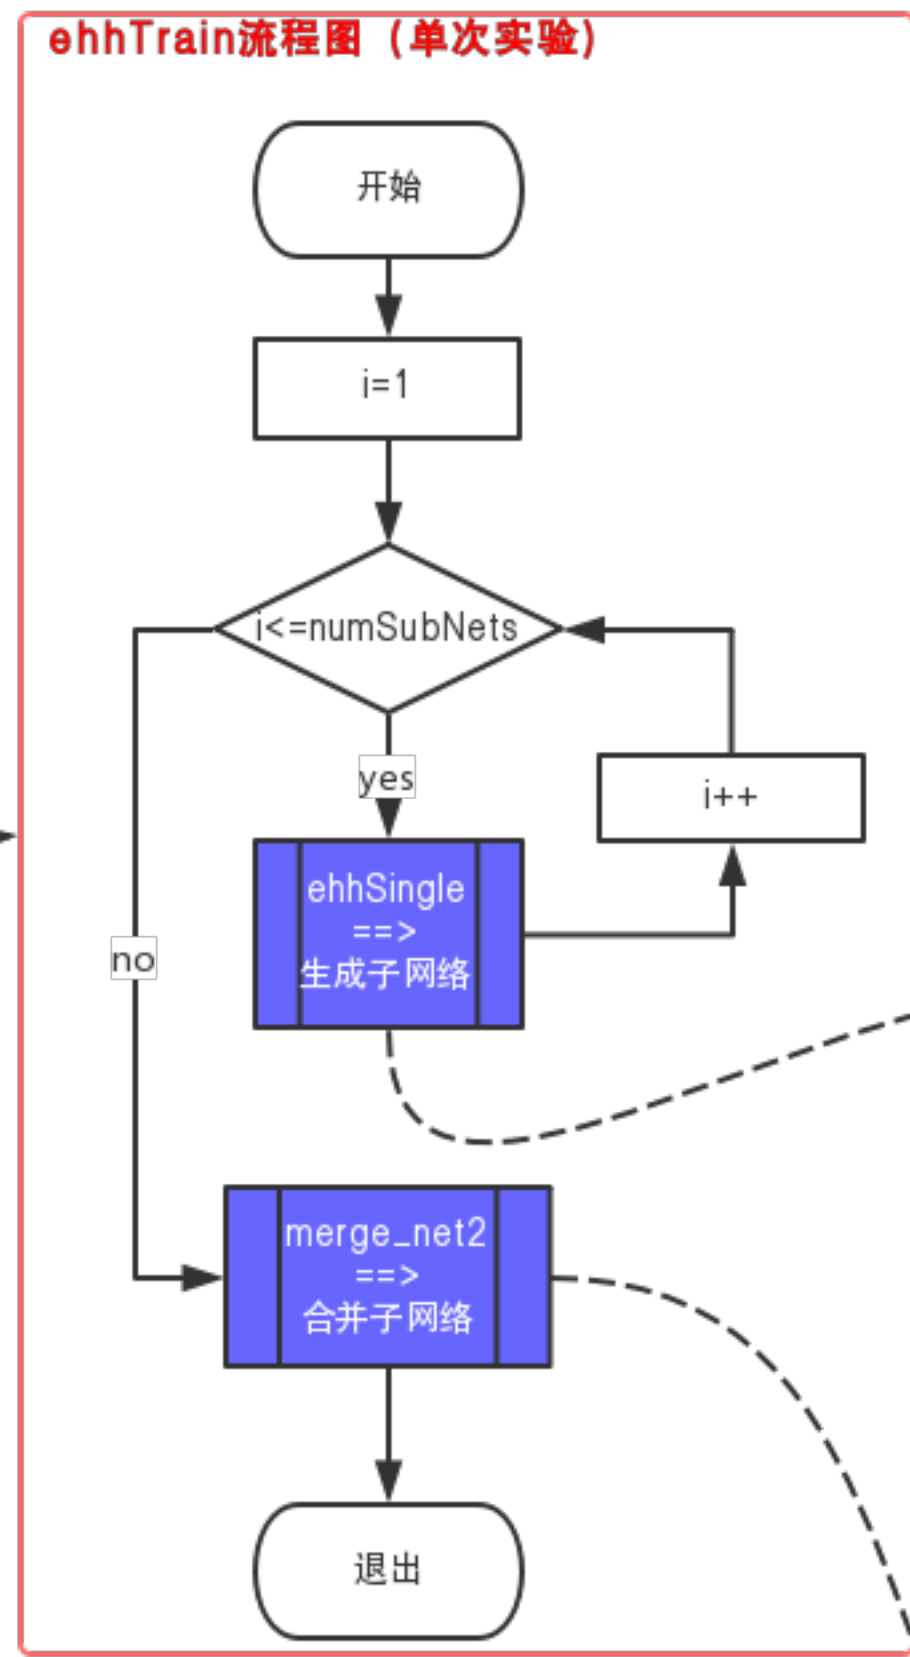 ehhTrain流程图（单次实验）
开始
i=1
i<=numSubNets
yes
i++
ehhSingle
==>
生成子网络
no
merge_net2
==>
合并子网络
退出